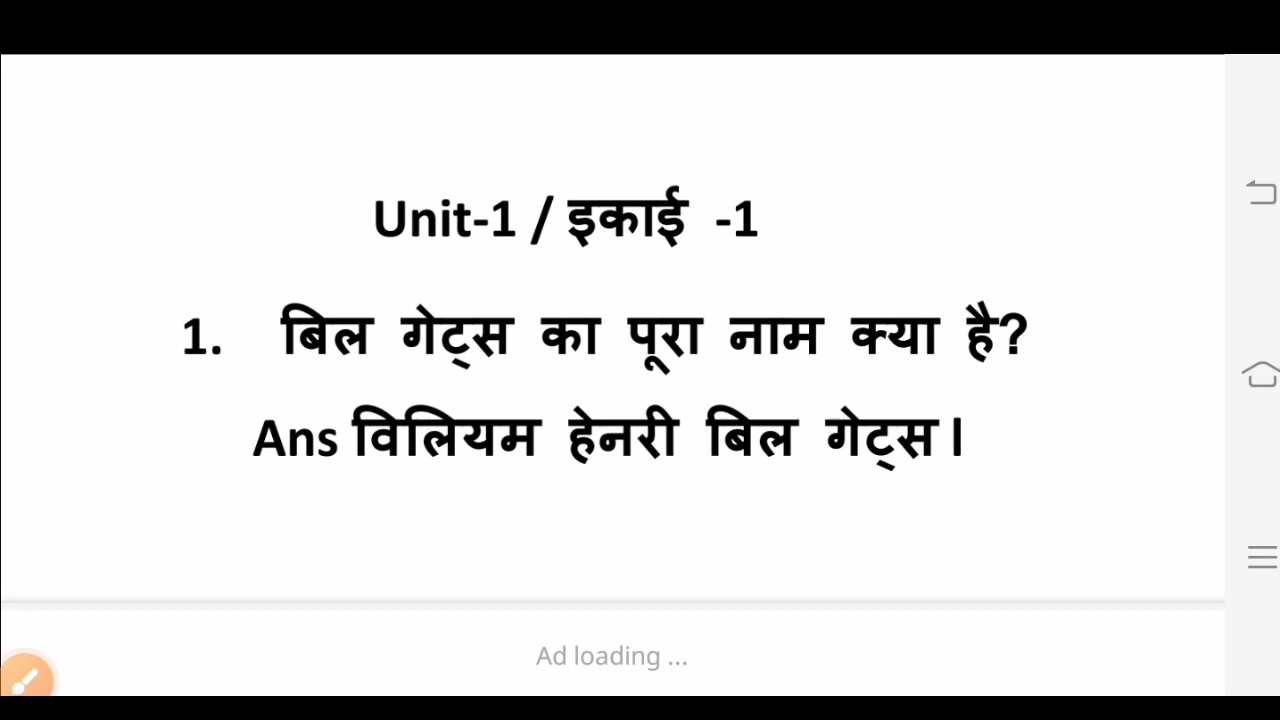 Unit-1 / इकाई -1
1. बिल गेट्स का पूरा नाम क्या है?
Ans विलियम हेनरी बिल गेट्स।
Ad loading ...